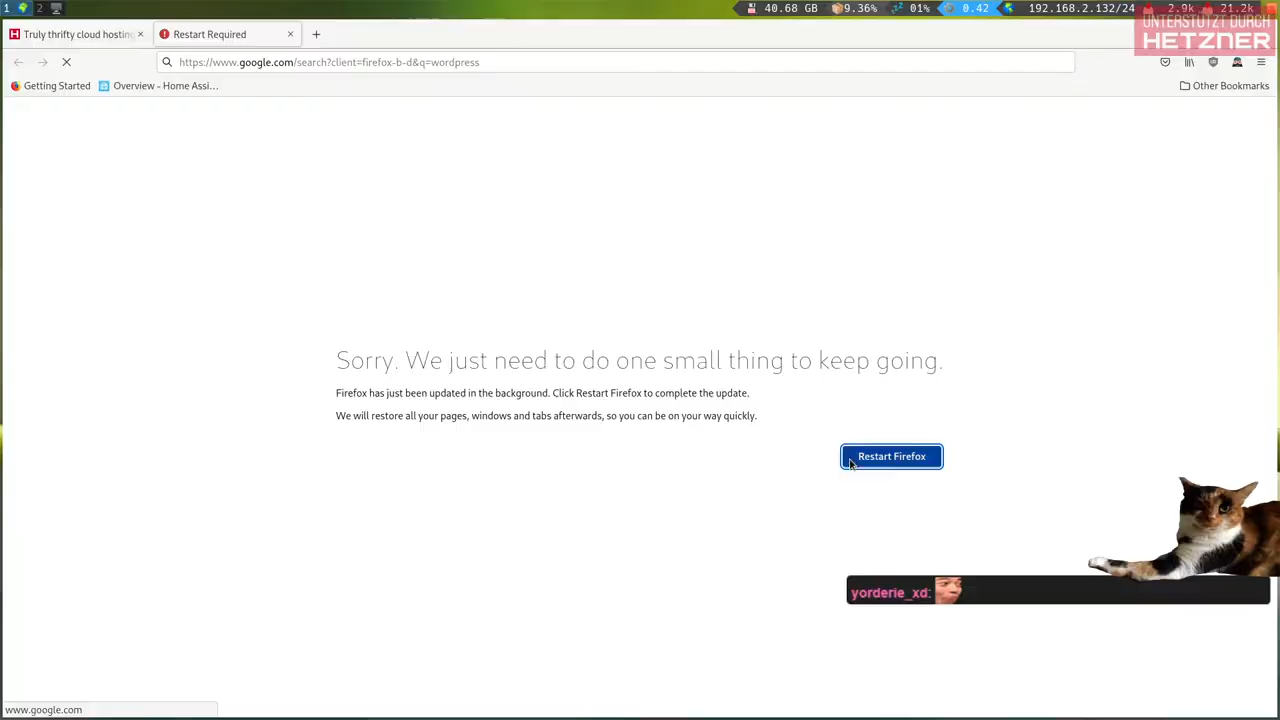 1 2 40.68 GB 9.36% 01% 0.42 192.168.2.132/24 2.9k 21.2k
UNTERSTÜTZT DURCH
HETZNER
Truly thrifty cloud hosting
Restart Required
https://www.google.com/search?client=firefox-b-d&q=wordpress
Getting Started Overview - Home Assi… Other Bookmarks
Sorry. We just need to do one small thing to keep going.
Firefox has just been updated in the background. Click Restart Firefox to complete the update.
We will restore all your pages, windows and tabs afterwards, so you can be on your way quickly.
Restart Firefox
yorderie_xd:
www.google.com